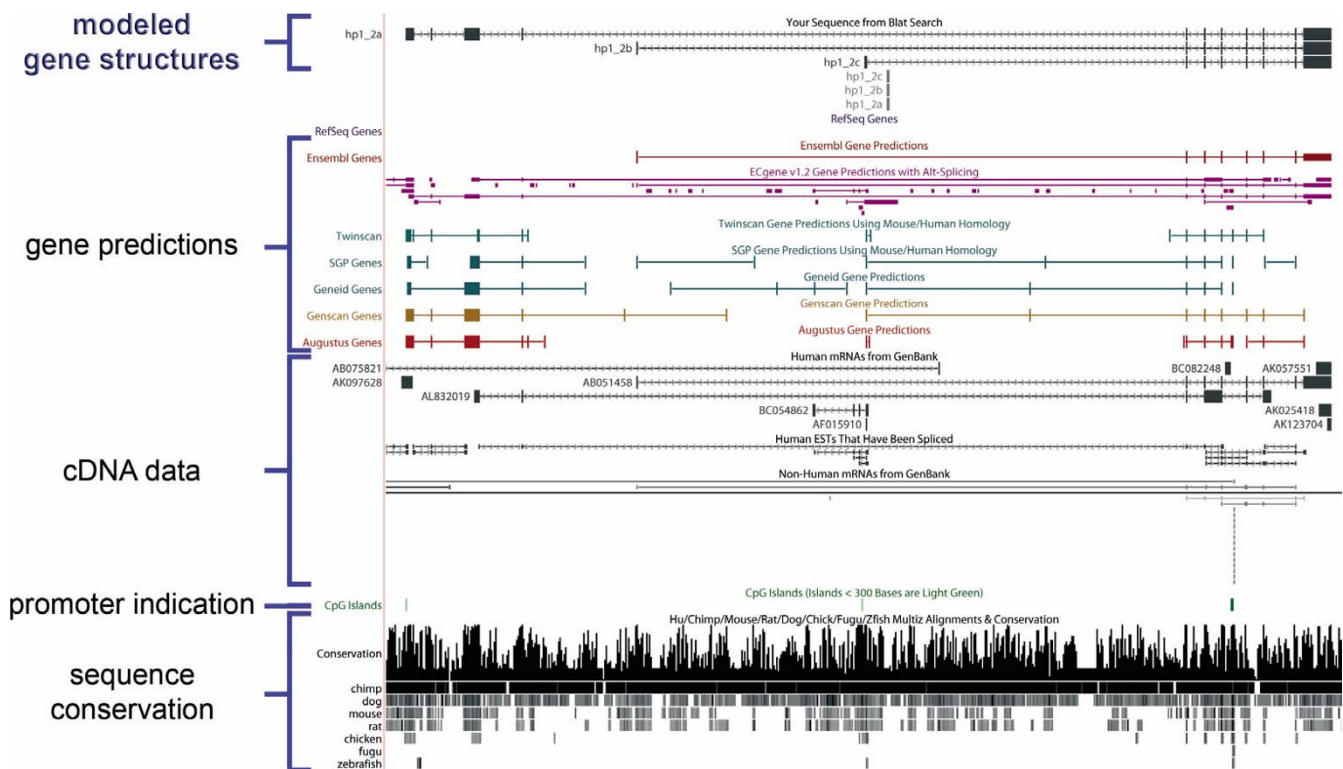 modeled
gene structures
Your Sequence from Blat Search
hp1_2a
hp1_2b
hp1_2c
hp1_2c
hp1_2b
hp1_2a
RefSeq Genes
RefSeq Genes
gene predictions
Ensembl Gene Predictions
Ensembl Genes
ECgene v1.2 Gene Predictions with Alt-Splicing
Twinscan Gene Predictions Using Mouse/Human Homology
Twinscan
SGP Gene Predictions Using Mouse/Human Homology
SGP Genes
Geneid Gene Predictions
Geneid Genes
Genscan Gene Predictions
Genscan Genes
Augustus Gene Predictions
Augustus Genes
cDNA data
Human mRNAs from GenBank
AB075821 BC082248 AK057551
AK097628 AB051458
AL832019
BC054862 AK025418
AF015910 AK123704
Human ESTs That Have Been Spliced
Non-Human mRNAs from GenBank
promoter indication
CpG Islands (Islands < 300 Bases are Light Green)
CpG Islands
sequence
conservation
Hu/Chimp/Mouse/Rat/Dog/Chick/Fugu/Zfish Multiz Alignments & Conservation
Conservation
chimp
dog
mouse
rat
chicken
fugu
zebrafish